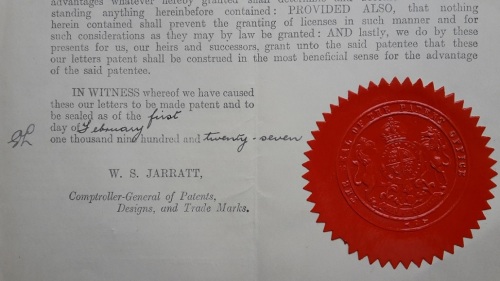 advantages whatever hereby granted shall determine and
standing anything hereinbefore contained: PROVIDED ALSO, that nothing
herein contained shall prevent the granting of licenses in such manner and for
such considerations as they may by law be granted: AND lastly, we do by these
presents for us, our heirs and successors, grant unto the said patentee that these
our letters patent shall be construed in the most beneficial sense for the advantage
of the said patentee.
IN WITNESS whereof we have caused
these our letters to be made patent and to
be sealed as of the first
day of February
one thousand nine hundred and twenty-seven
W. S. JARRATT,
Comptroller-General of Patents,
Designs, and Trade Marks.
THE SEAL OF THE PATENT OFFICE